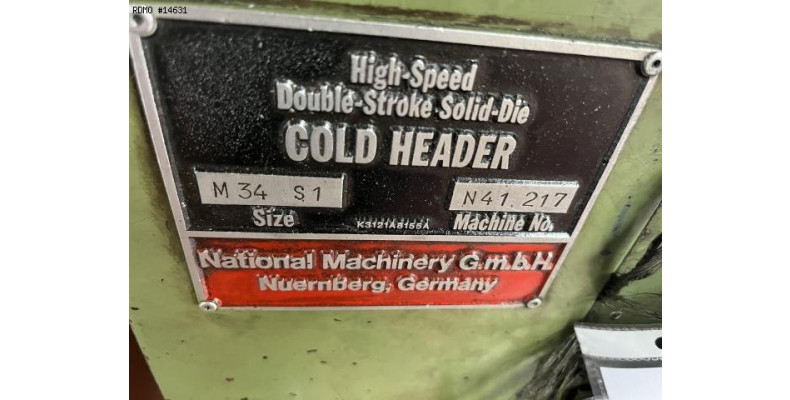 RDMO #14631
High-Speed
Double-Stroke Solid-Die
COLD HEADER
M 34 S1
N41.217
Size
K3121A8155A
Machine No.
National Machinery G.m.b.H.
Nuernberg, Germany